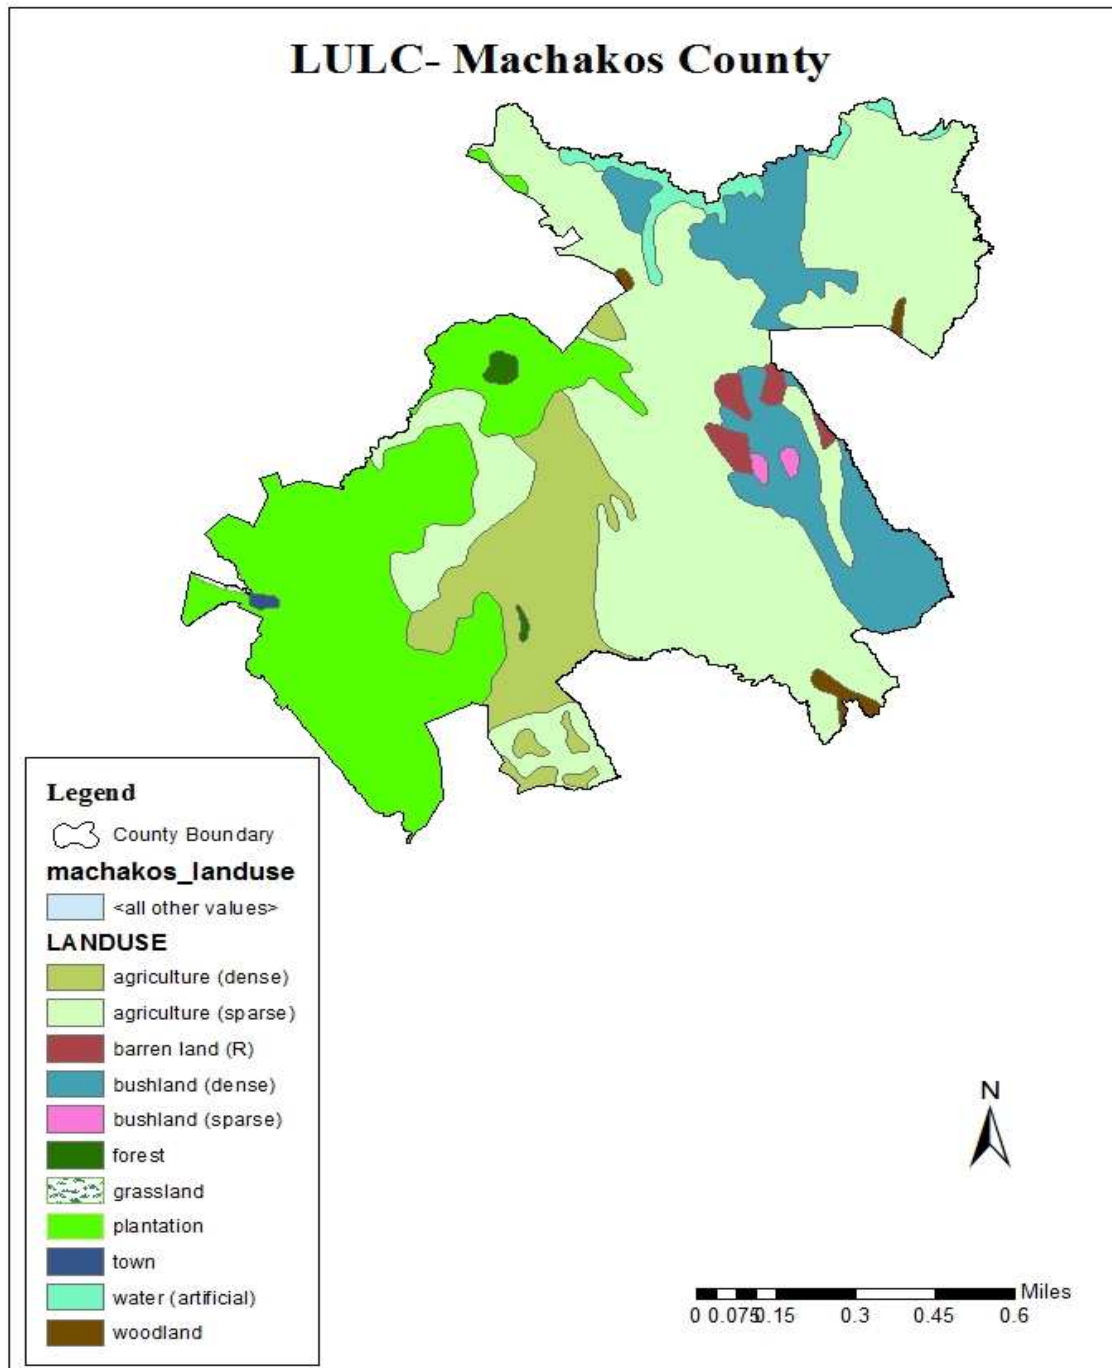 LULC- Machakos County
Legend
County Boundary
machakos_landuse
<all other values>
LANDUSE
agriculture (dense)
agriculture (sparse)
barren land (R)
bushland (dense)
bushland (sparse)
forest
grassland
plantation
town
water (artificial)
woodland
N
Miles
0 0.075 0.15 0.3 0.45 0.6